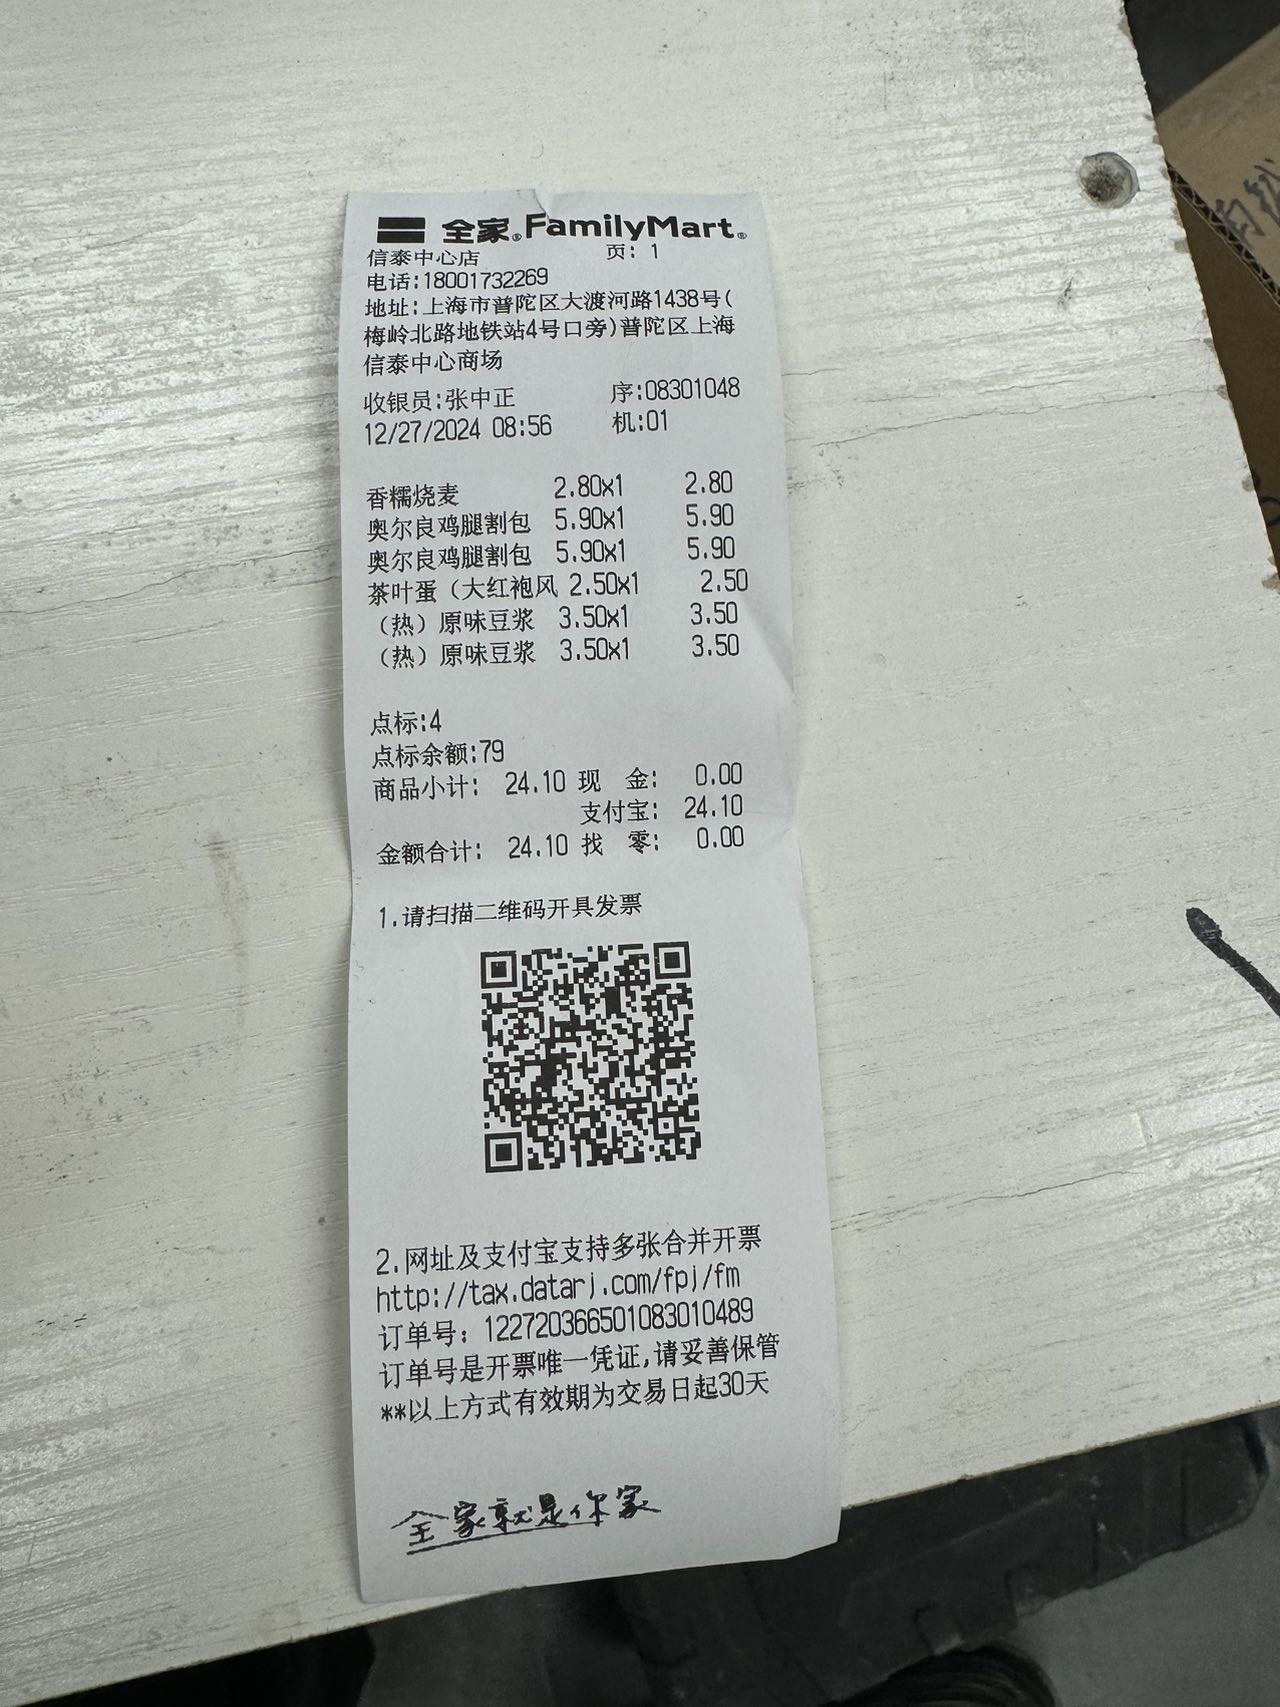 全家® FamilyMart®
信泰中心店 页: 1
电话:18001732269
地址:上海市普陀区大渡河路1438号(
梅岭北路地铁站4号口旁)普陀区上海
信泰中心商场
收银员:张中正 序:08301048
12/27/2024 08:56 机:01
香糯烧麦 2.80x1 2.80
奥尔良鸡腿割包 5.90x1 5.90
奥尔良鸡腿割包 5.90x1 5.90
茶叶蛋（大红袍风 2.50x1 2.50
（热）原味豆浆 3.50x1 3.50
（热）原味豆浆 3.50x1 3.50
点标:4
点标余额:79
商品小计: 24.10 现 金: 0.00
支付宝: 24.10
金额合计: 24.10 找 零: 0.00
1.请扫描二维码开具发票
2.网址及支付宝支持多张合并开票
http://tax.datarj.com/fpj/fm
订单号: 122720366501083010489
订单号是开票唯一凭证,请妥善保管
**以上方式有效期为交易日起30天
全家就是你家